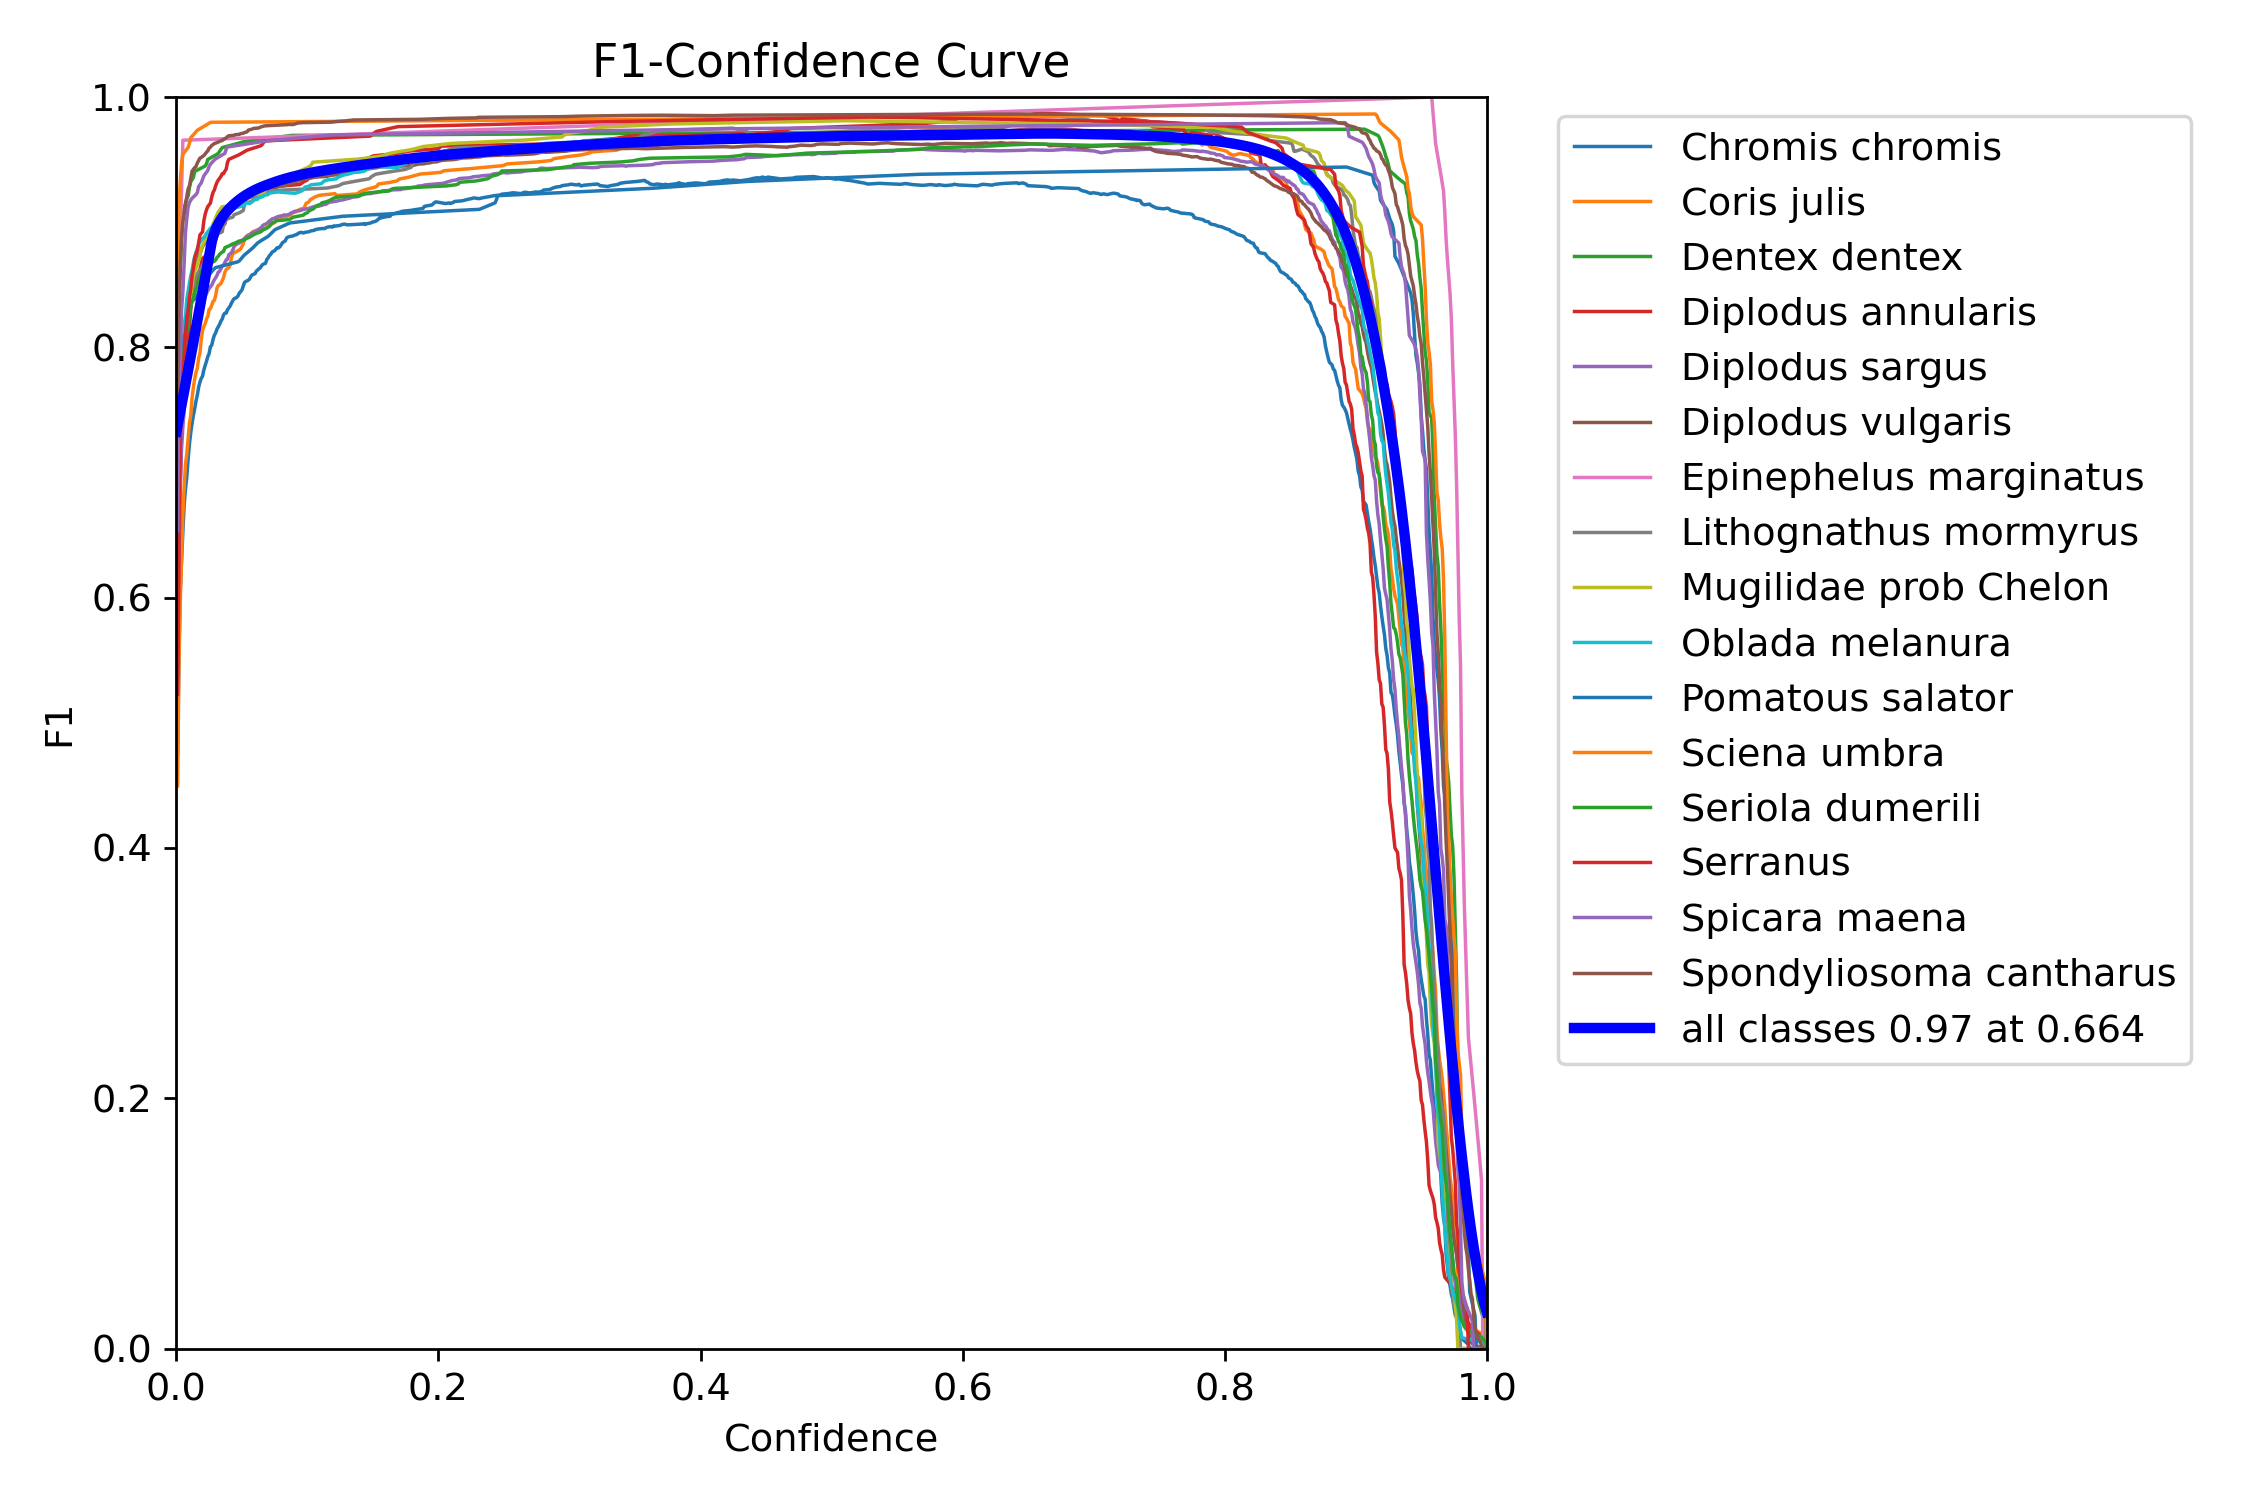 F1-Confidence Curve
1.0
0.8
0.6
0.4
0.2
0.0
F1
0.0 0.2 0.4 0.6 0.8 1.0
Confidence
Chromis chromis
Coris julis
Dentex dentex
Diplodus annularis
Diplodus sargus
Diplodus vulgaris
Epinephelus marginatus
Lithognathus mormyrus
Mugilidae prob Chelon
Oblada melanura
Pomatous salator
Sciena umbra
Seriola dumerili
Serranus
Spicara maena
Spondyliosoma cantharus
all classes 0.97 at 0.664